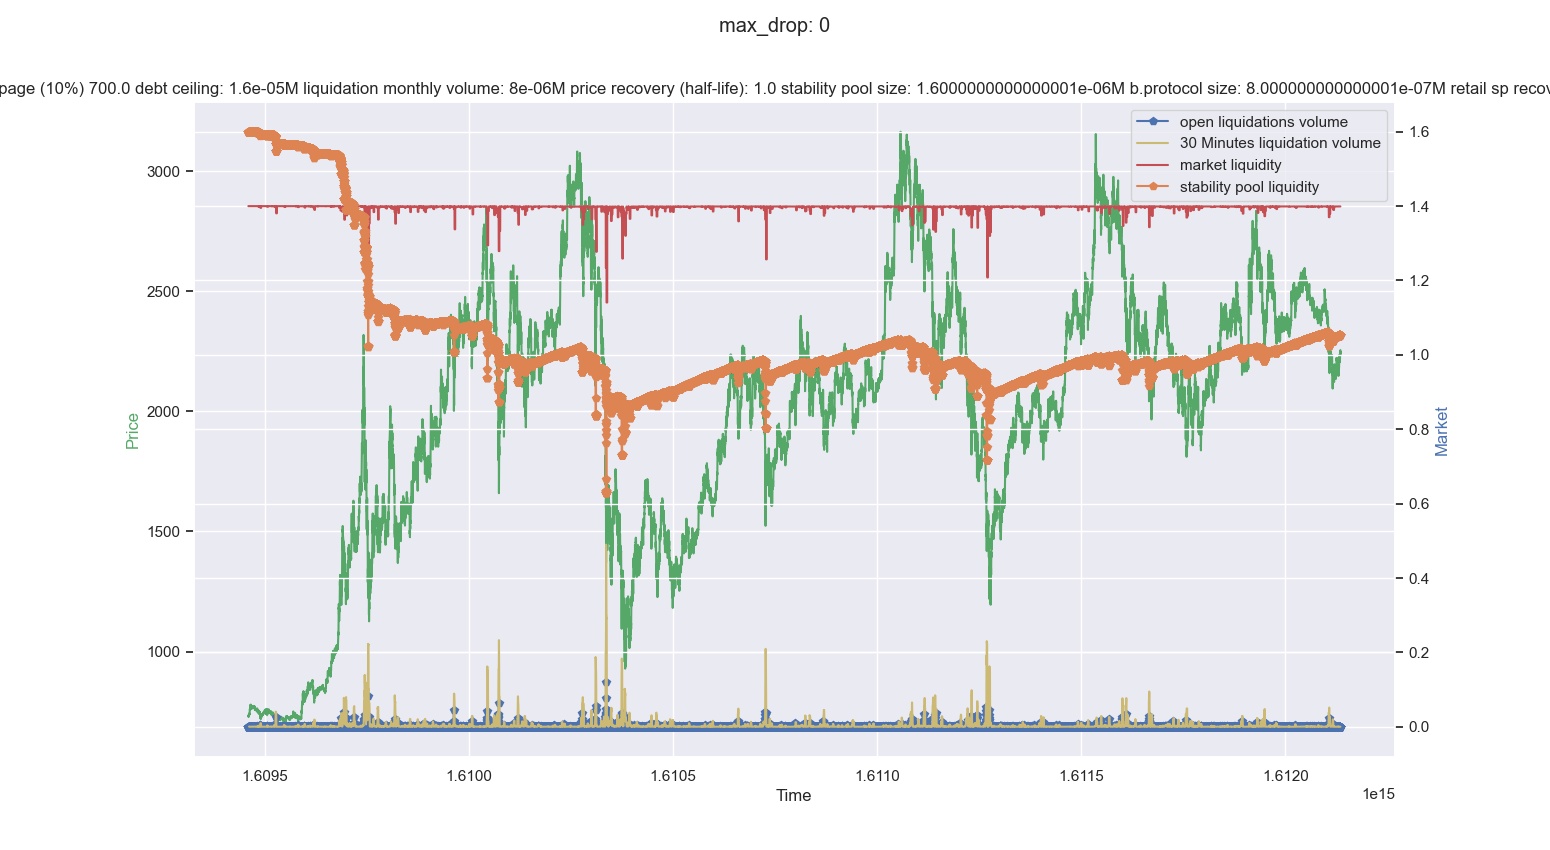 max_drop: 0
page (10%) 700.0 debt ceiling: 1.6e-05M liquidation monthly volume: 8e-06M price recovery (half-life): 1.0 stability pool size: 1.6000000000000001e-06M b.protocol size: 8.000000000000001e-07M retail sp
open liquidations volume
30 Minutes liquidation volume
market liquidity
stability pool liquidity
3000
2500
2000
1500
1000
Price
1.6
1.4
1.2
1.0
0.8
0.6
0.4
0.2
0.0
Market
1.6095
1.6100
1.6105
1.6110
1.6115
1.6120
Time
1e15